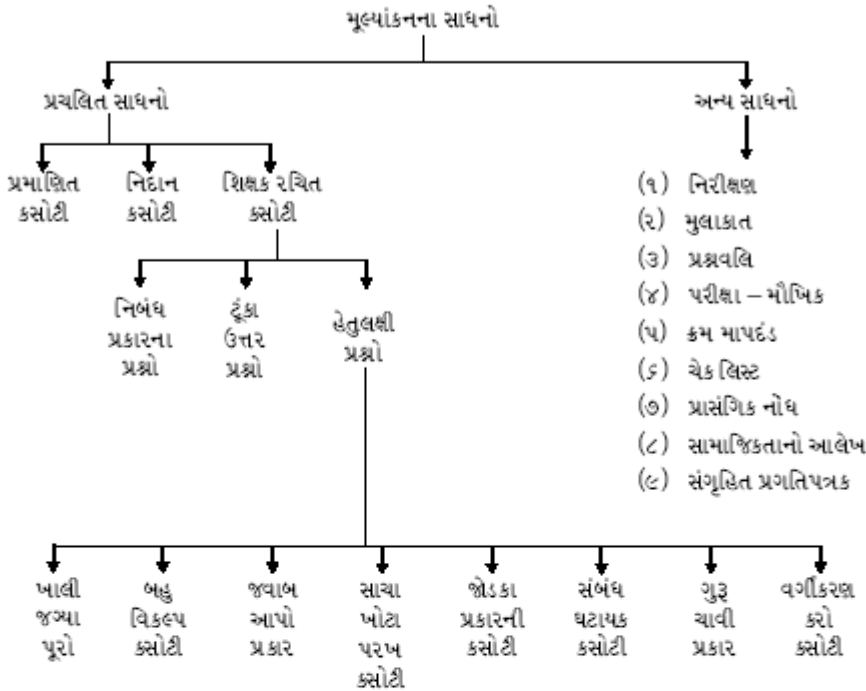 મૂલ્યાંકનના સાધનો
પ્રચલિત સાધનો
અન્ય સાધનો
પ્રમાણિત
કસોટી
નિદાન
કસોટી
શિક્ષક રચિત
કસોટી
નિબંધ
પ્રકારના
પ્રશ્નો
ટૂંકા
ઉત્તર
પ્રશ્નો
હેતુલક્ષી
પ્રશ્નો
(૧) નિરીક્ષણ
(૨) મુલાકાત
(૩) પ્રશ્નવલિ
(૪) પરીક્ષા – મૌખિક
(૫) ક્રમ માપદંડ
(૬) ચેક લિસ્ટ
(૭) પ્રાસંગિક નોંધ
(૮) સામાજિકતાનો આલેખ
(૯) સંગૃહિત પ્રગતિપત્રક
ખાલી
જગ્યા
પૂરો
બહુ
વિકલ્પ
કસોટી
જવાબ
આપો
પ્રકાર
સાચા
ખોટા
પરખ
કસોટી
જોડકા
પ્રકારની
કસોટી
સંબંધ
ઘટાયક
કસોટી
ગુરૂ
ચાવી
પ્રકાર
વર્ગીકરણ
કરો
કસોટી